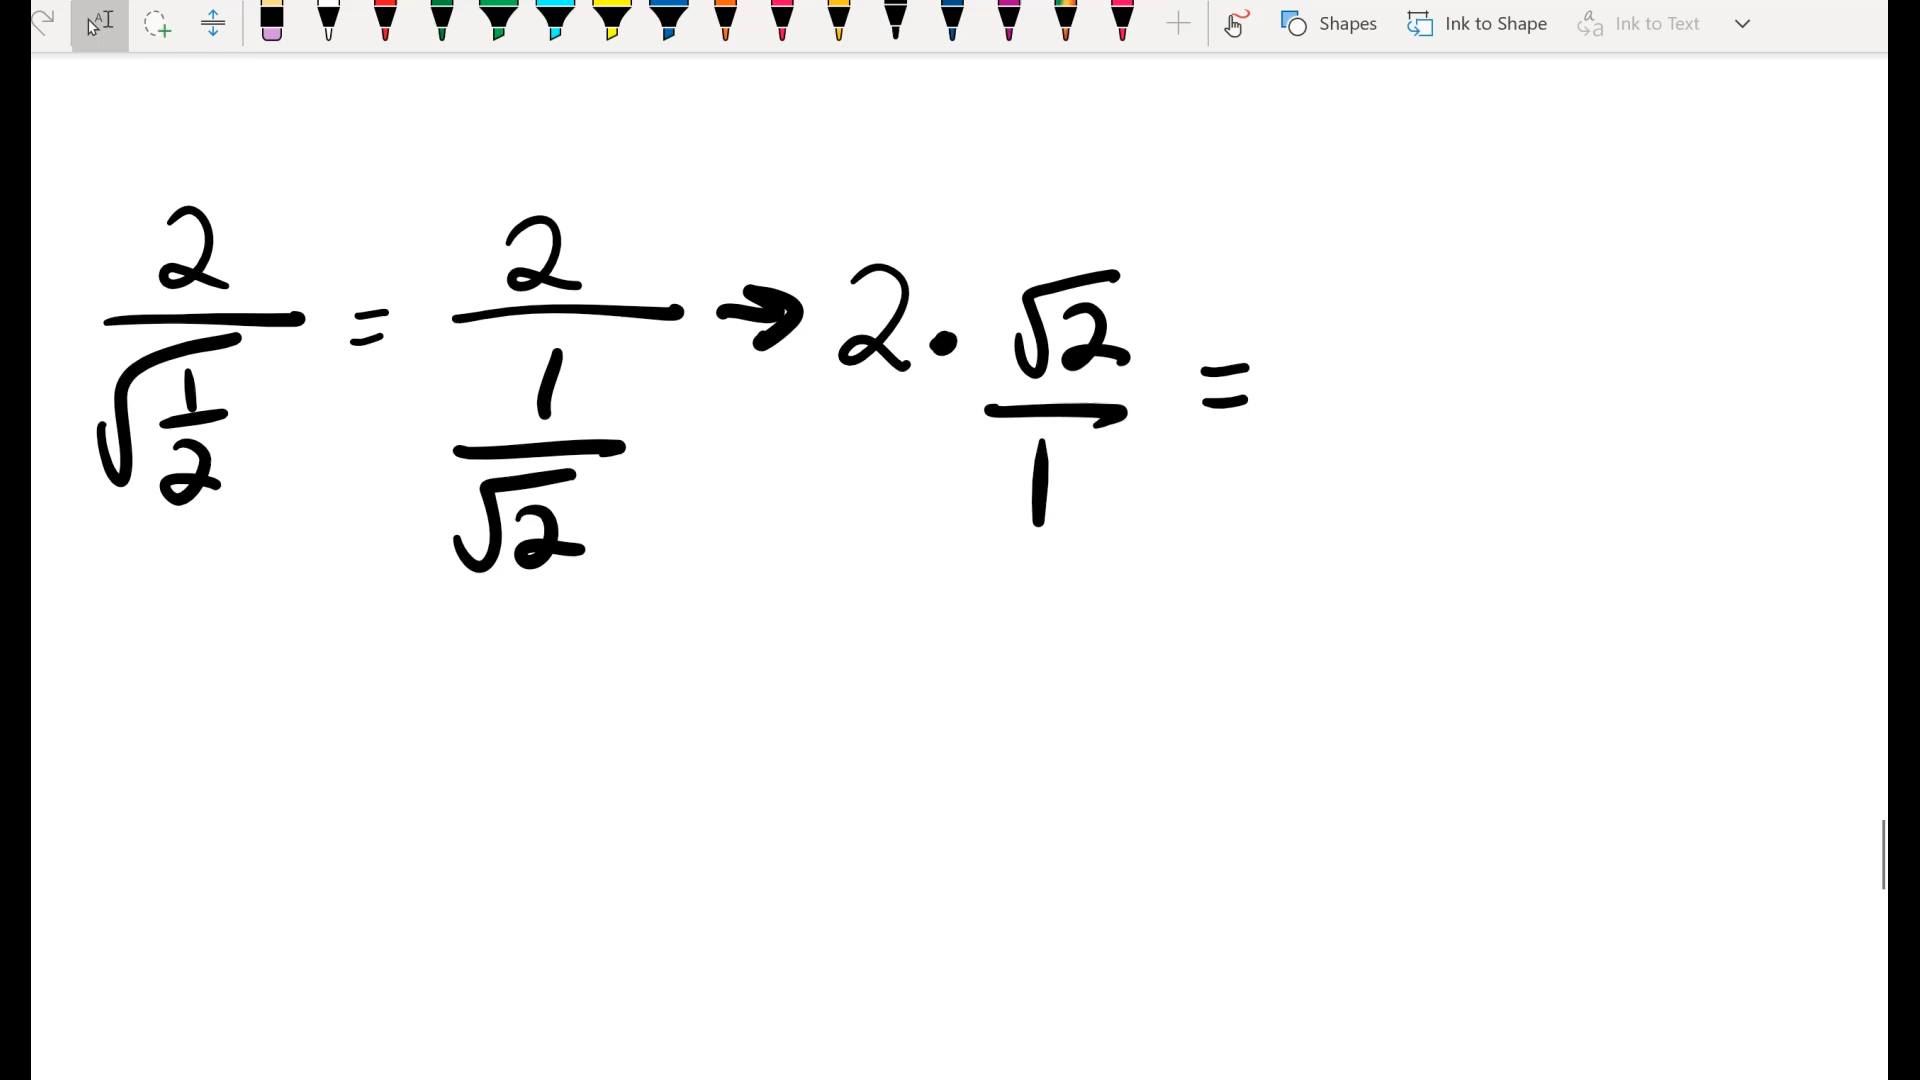 Shapes Ink to Shape Ink to Text
2/√(1/2) = 2/(1/√2) → 2 · √2/1 =